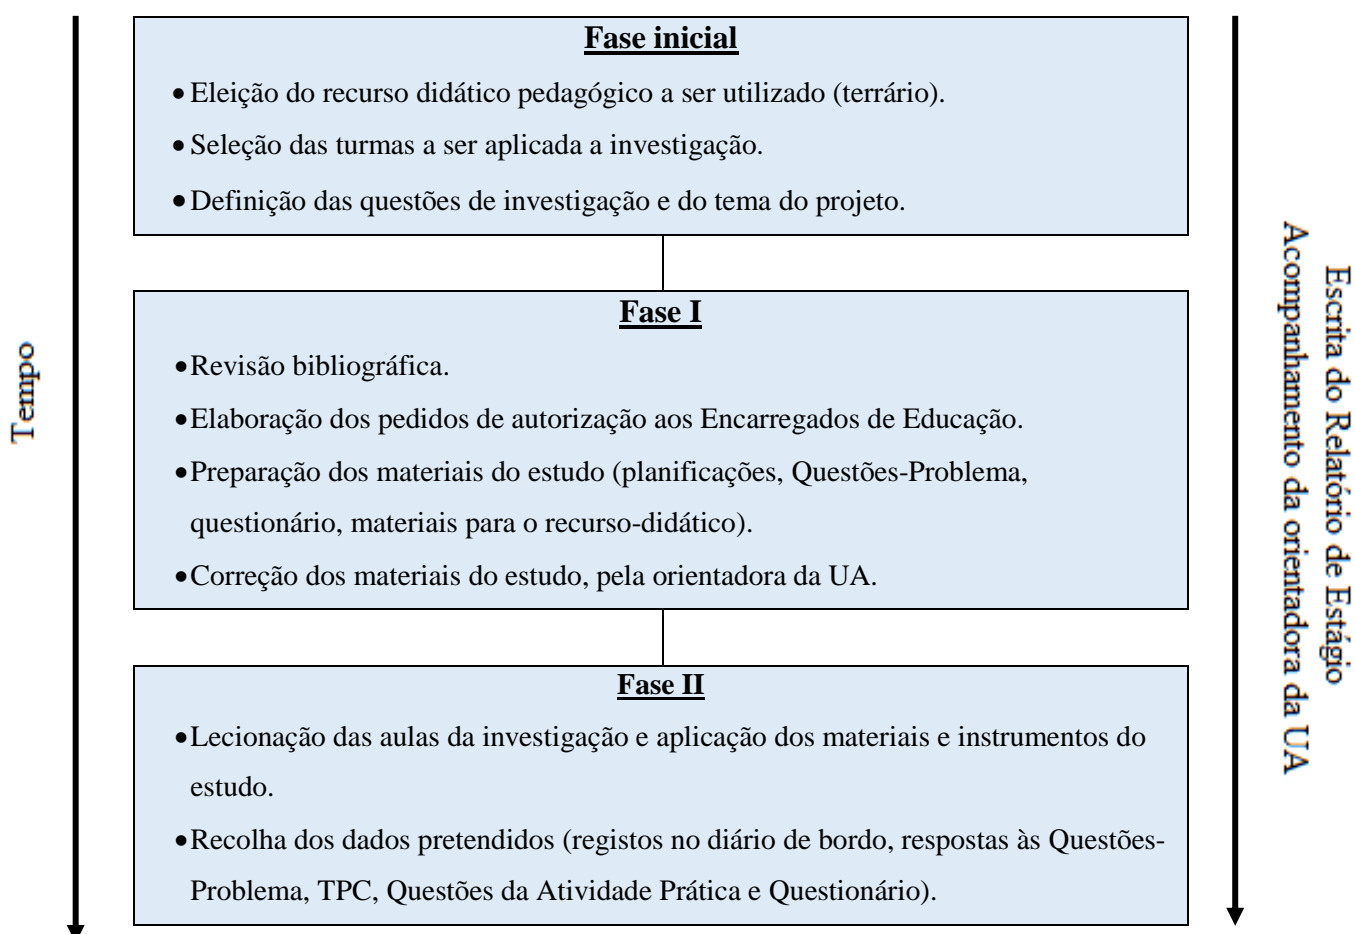 Fase inicial
• Eleição do recurso didático pedagógico a ser utilizado (terrário).
• Seleção das turmas a ser aplicada a investigação.
• Definição das questões de investigação e do tema do projeto.
Fase I
• Revisão bibliográfica.
• Elaboração dos pedidos de autorização aos Encarregados de Educação.
• Preparação dos materiais do estudo (planificações, Questões-Problema,
questionário, materiais para o recurso-didático).
• Correção dos materiais do estudo, pela orientadora da UA.
Fase II
• Lecionação das aulas da investigação e aplicação dos materiais e instrumentos do
estudo.
• Recolha dos dados pretendidos (registos no diário de bordo, respostas às Questões-
Problema, TPC, Questões da Atividade Prática e Questionário).
Tempo
Escrita do Relatório de Estágio
Acompanhamento da orientadora da UA